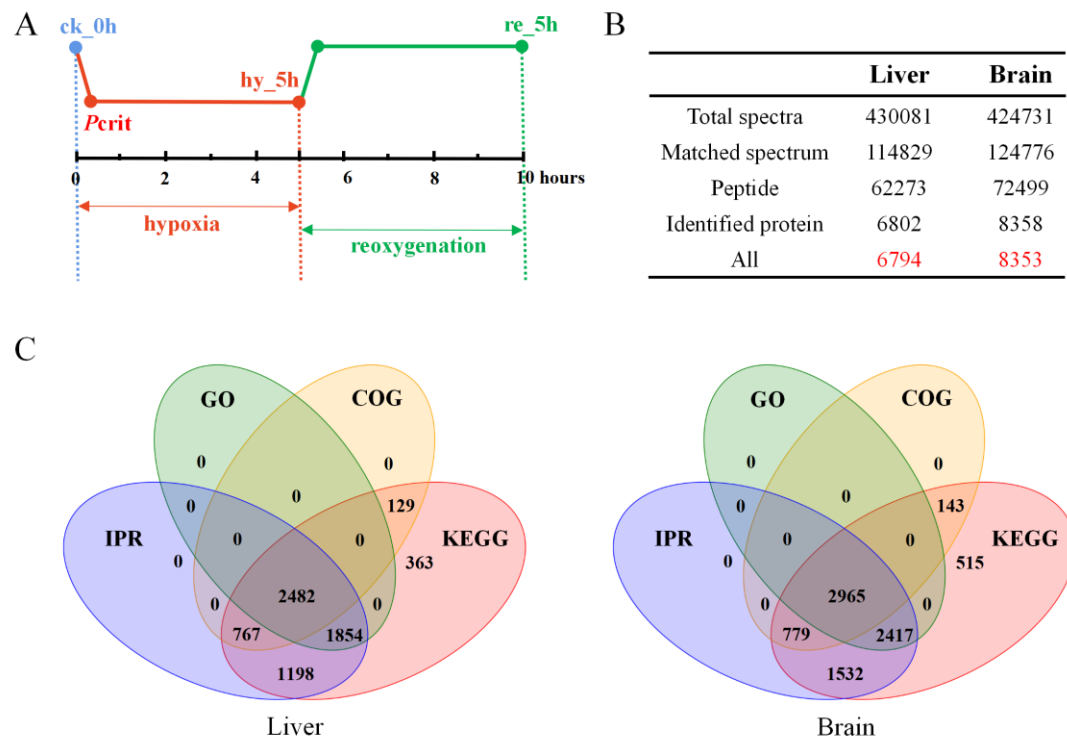 A
ck_0h
re_5h
hy_5h
Pcrit
0 2 4 6 8 10 hours
hypoxia
reoxygenation
B
Liver Brain
Total spectra 430081 424731
Matched spectrum 114829 124776
Peptide 62273 72499
Identified protein 6802 8358
All 6794 8353
C
GO COG
0 0
0 0 129
IPR 0 0 KEGG
0 363
2482
0 0
767 1854
1198
Liver
GO COG
0 0
0 0 143
IPR 0 0 KEGG
0 515
2965
0 0
779 2417
1532
Brain